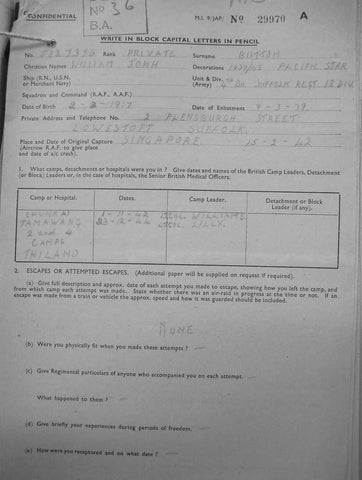 CONFIDENTIAL
No 36
B.A.
M.I. 9/JAP/ No 29970 A
WRITE IN BLOCK CAPITAL LETTERS IN PENCIL
No. Rank PRIVATE Surname BUTTON
Christian Names WILLIAM JOHN Decorations 1939/45 PACIFIC STAR
Ship (R.N., U.S.N. or Merchant Navy) Unit & Div. (Army) 4TH BN. SUFFOLK REGT. 18 DIV.
Squadron and Command (R.A.F., A.A.F.)
Date of Birth 2-2-1917 Date of Enlistment 9-3-39.
Private Address and Telephone No. 2 FLENSBURGH STREET
LOWESTOFT SUFFOLK.
Place and Date of Original Capture SINGAPORE 15-2-42
(Aircrew R.A.F. to give place
and date of a/c crash).
1. What camps, detachments or hospitals were you in? Give dates and names of the British Camp Leaders, Detachment
(or Block) Leaders or, in case of hospitals, the Senior British Medical Officers.
Camp or Hospital. Dates. Camp Leader. Detachment or Block Leader (if any).
CHUNKAI 1-11-42 LT/COL. WILLIAMS.
TAMAWANG 23-12-42 LT/COL. LILLY.
2 and 4
CAMPS
THILAND
2. ESCAPES OR ATTEMPTED ESCAPES. (Additional paper will be supplied on request if required).
(a) Give full description and approx. date of each attempt you made to escape, showing how you left the camp, and
from which camp each attempt was made. State whether there was an air-raid in progress at the time or not. If an
escape was made from a train or vehicle the approx. speed and how it was guarded should be included.
NONE
(b) Were you physically fit when you made these attempts? —
(c) Give Regimental particulars of anyone who accompanied you on each attempt. —
What happened to them? —
(d) Give briefly your experiences during periods of freedom. —
(e) How were you recaptured and on what date? —